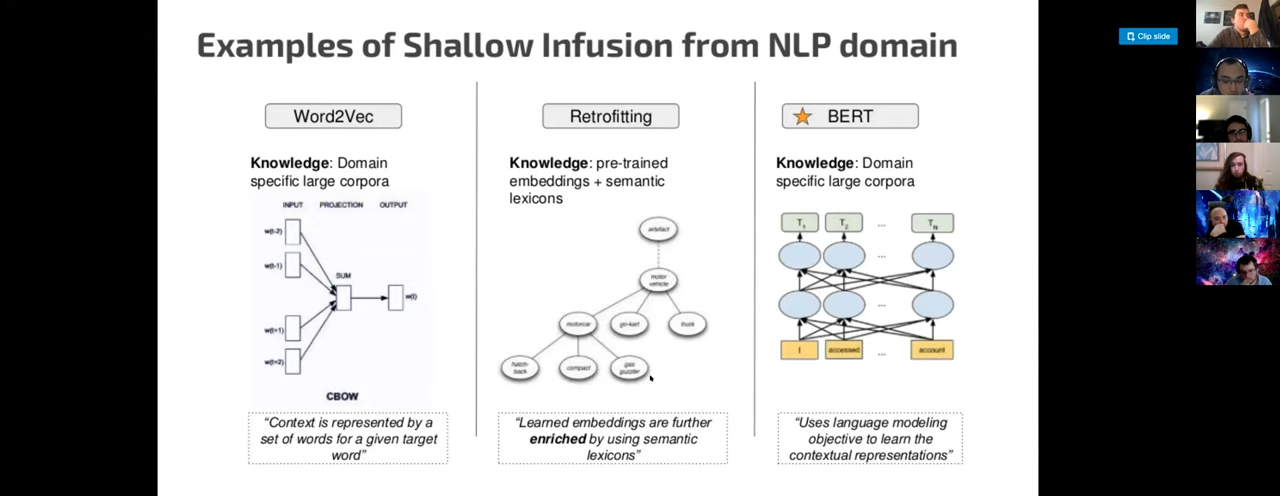 Examples of Shallow Infusion from NLP domain
Clip slide
Word2Vec
Knowledge: Domain
specific large corpora
INPUT PROJECTION OUTPUT
w(t-2)
w(t-1)
SUM
w(t)
w(t+1)
w(t+2)
CBOW
"Context is represented by a
set of words for a given target
word"
Retrofitting
Knowledge: pre-trained
embeddings + semantic
lexicons
artefact
motor
vehicle
motorcar
go-kart
truck
hatch-
back
compact
gas
guzzler
"Learned embeddings are further
enriched by using semantic
lexicons"
BERT
Knowledge: Domain
specific large corpora
T1 T2 ... TN
...
...
I accessed ... account
"Uses language modeling
objective to learn the
contextual representations"